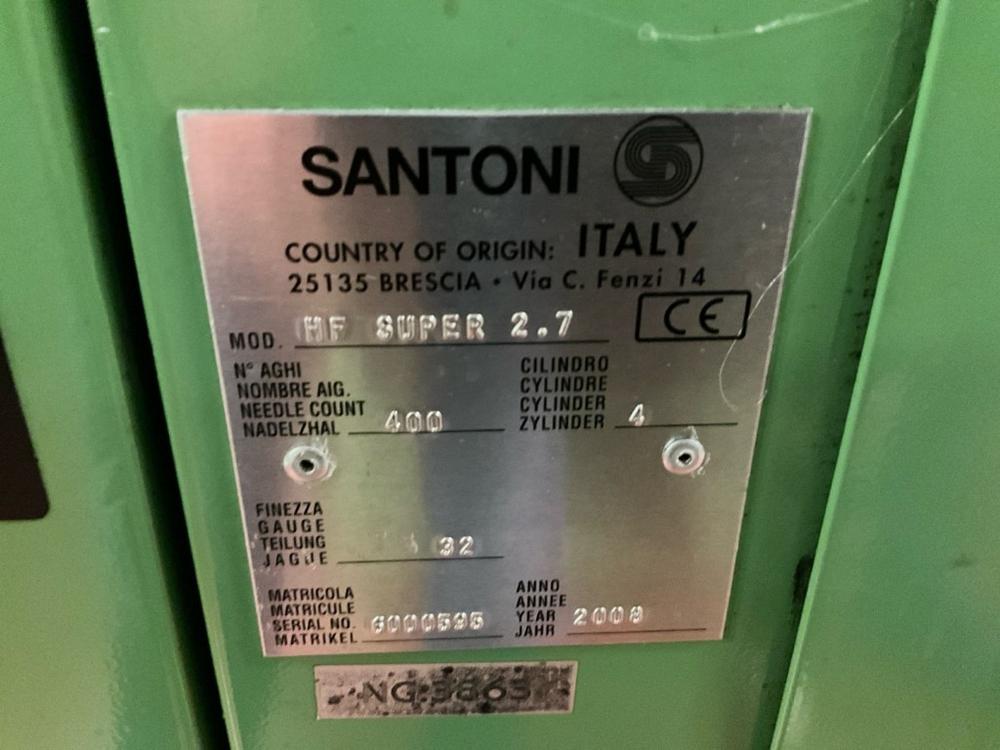 SANTONI
COUNTRY OF ORIGIN: ITALY
25135 BRESCIA • Via C. Fenzi 14
CE
MOD. HF SUPER 2.7
N° AGHI
NOMBRE AIG.
NEEDLE COUNT
NADELZHAL 400
CILINDRO
CYLINDRE
CYLINDER
ZYLINDER 4
FINEZZA
GAUGE
TEILUNG
JAGUE 32
MATRICOLA
MATRICULE
SERIAL NO. 6000595
MATRIKEL
ANNO
ANNEE
YEAR 2008
JAHR
NG:3863